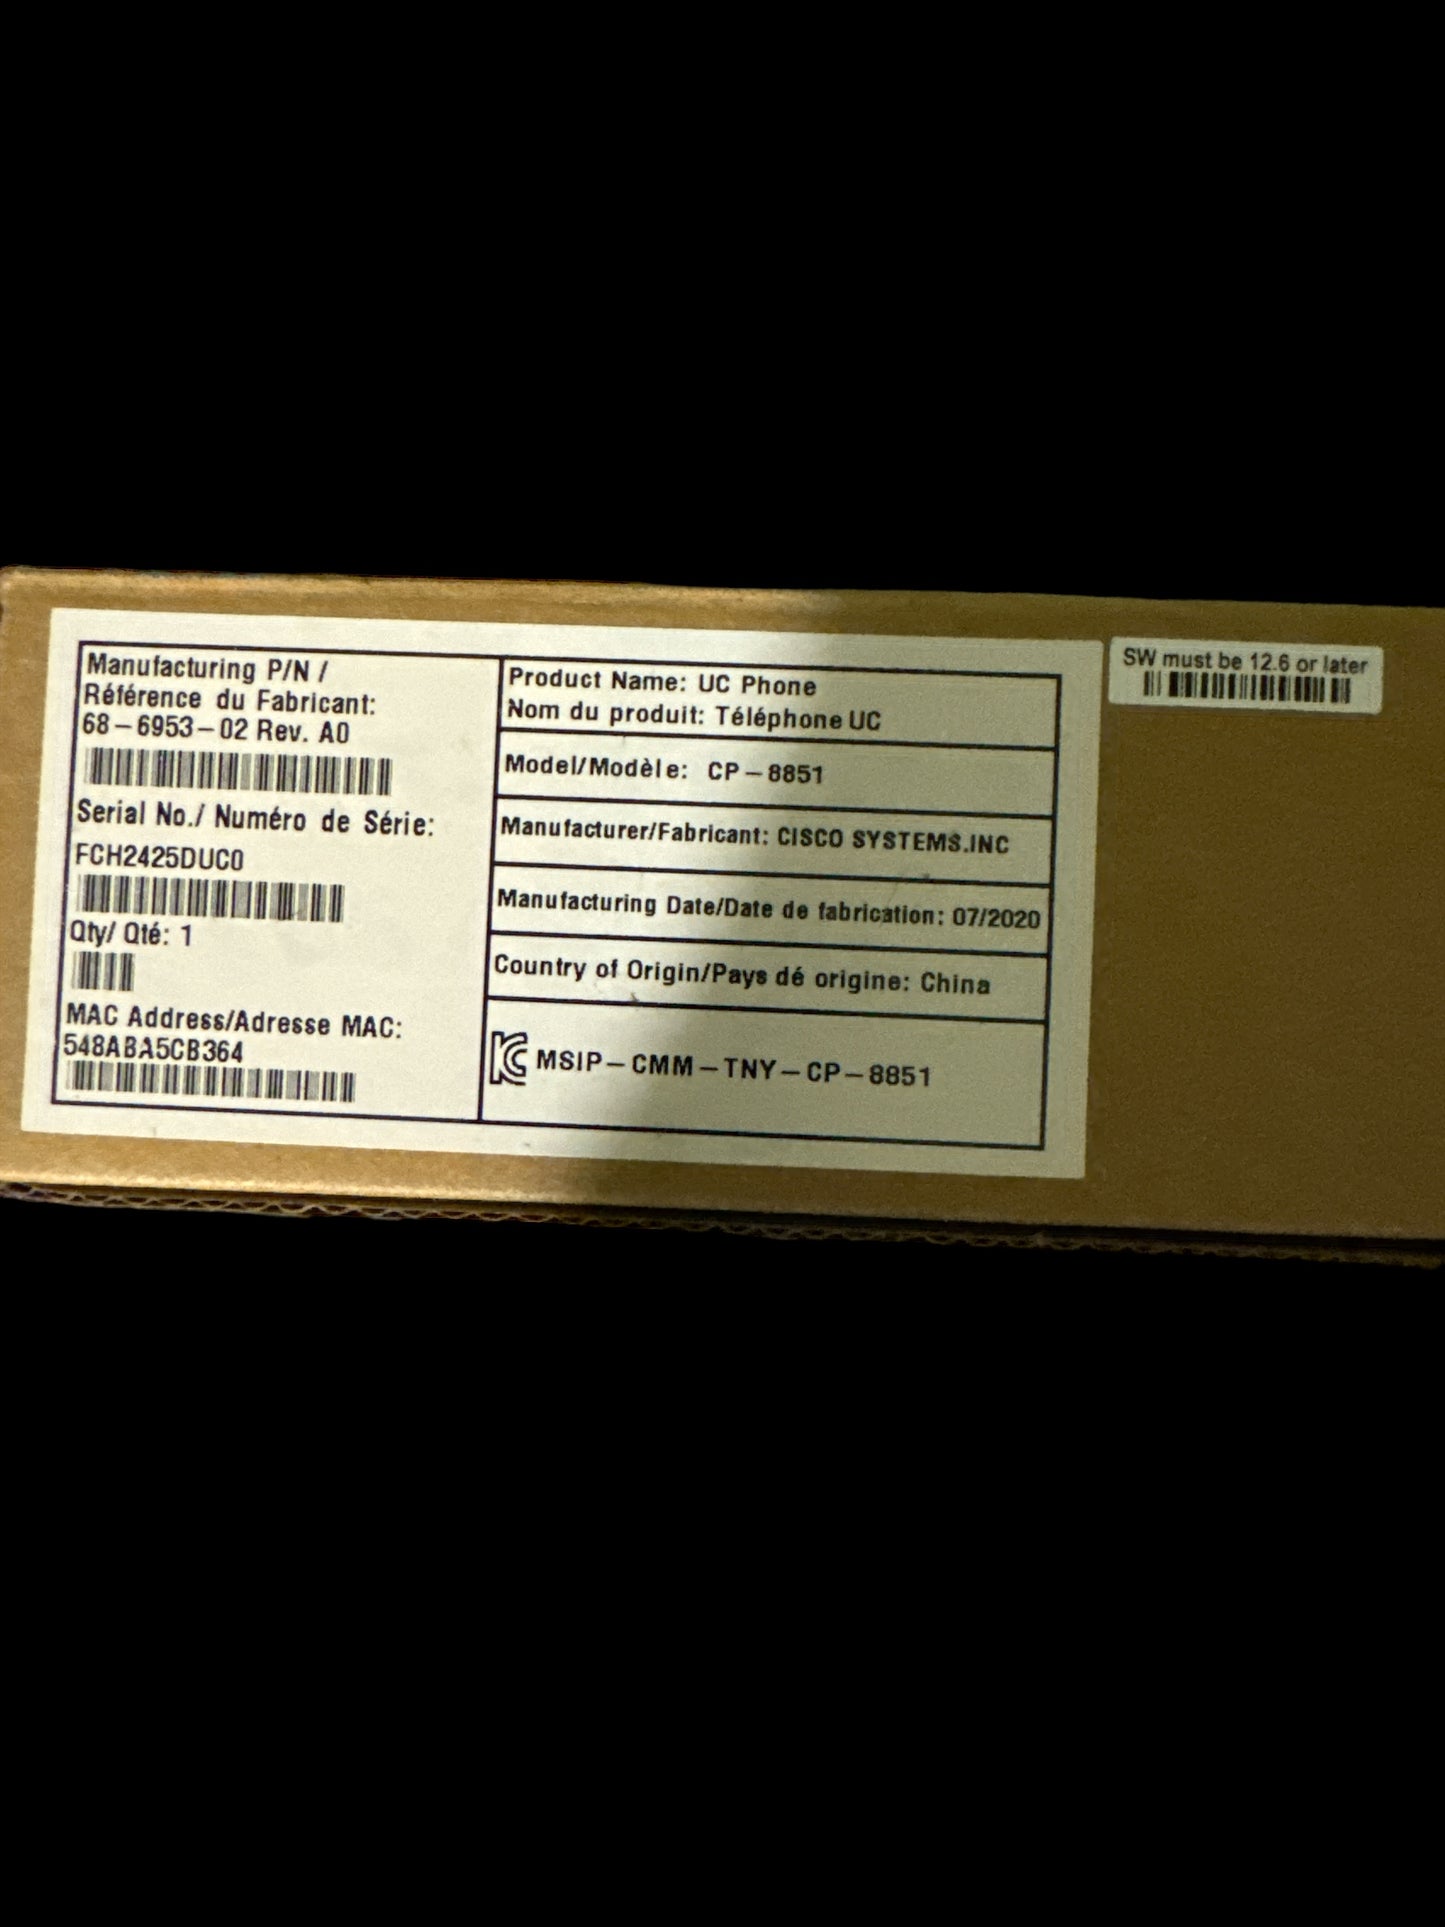 Manufacturing P/N /
Référence du Fabricant:
68-6953-02 Rev. A0
Serial No./ Numéro de Série:
FCH2425DUC0
Qty/ Qté: 1
MAC Address/Adresse MAC:
548ABA5CB364
Product Name: UC Phone
Nom du produit: Téléphone UC
Model/Modèle: CP-8851
Manufacturer/Fabricant: CISCO SYSTEMS.INC
Manufacturing Date/Date de fabrication: 07/2020
Country of Origin/Pays dé origine: China
KC MSIP-CMM-TNY-CP-8851
SW must be 12.6 or later